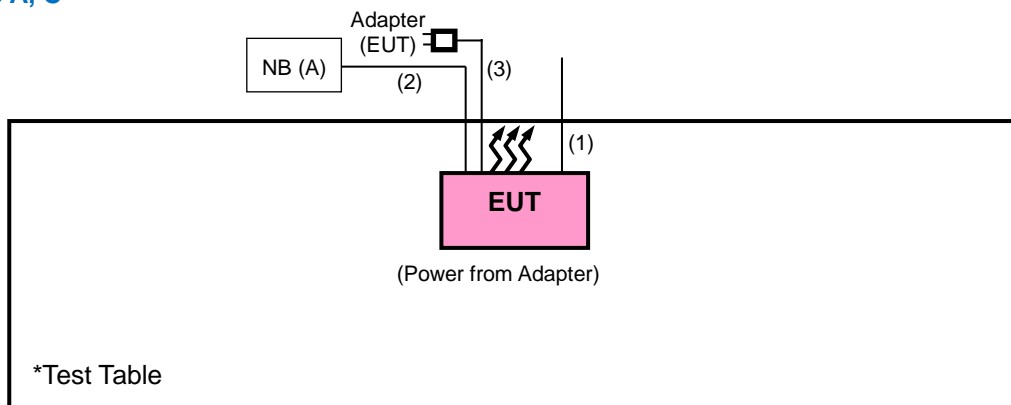 Adapter
(EUT)
NB (A)
(2)
(3)
(1)
EUT
(Power from Adapter)
*Test Table